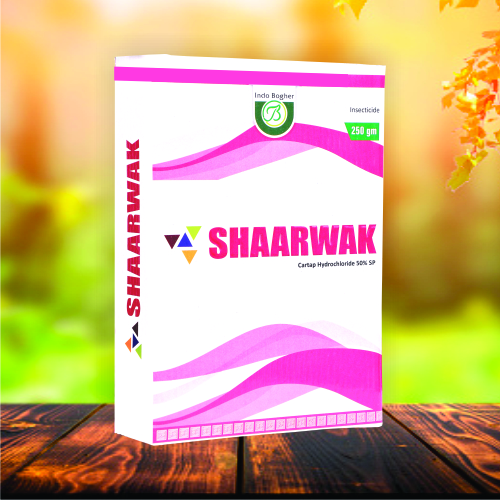 Indo Bogher
B
Insecticide
250 gm
SHAARWAK
Cartap Hydrochloride 50% SP
SHAARWAK